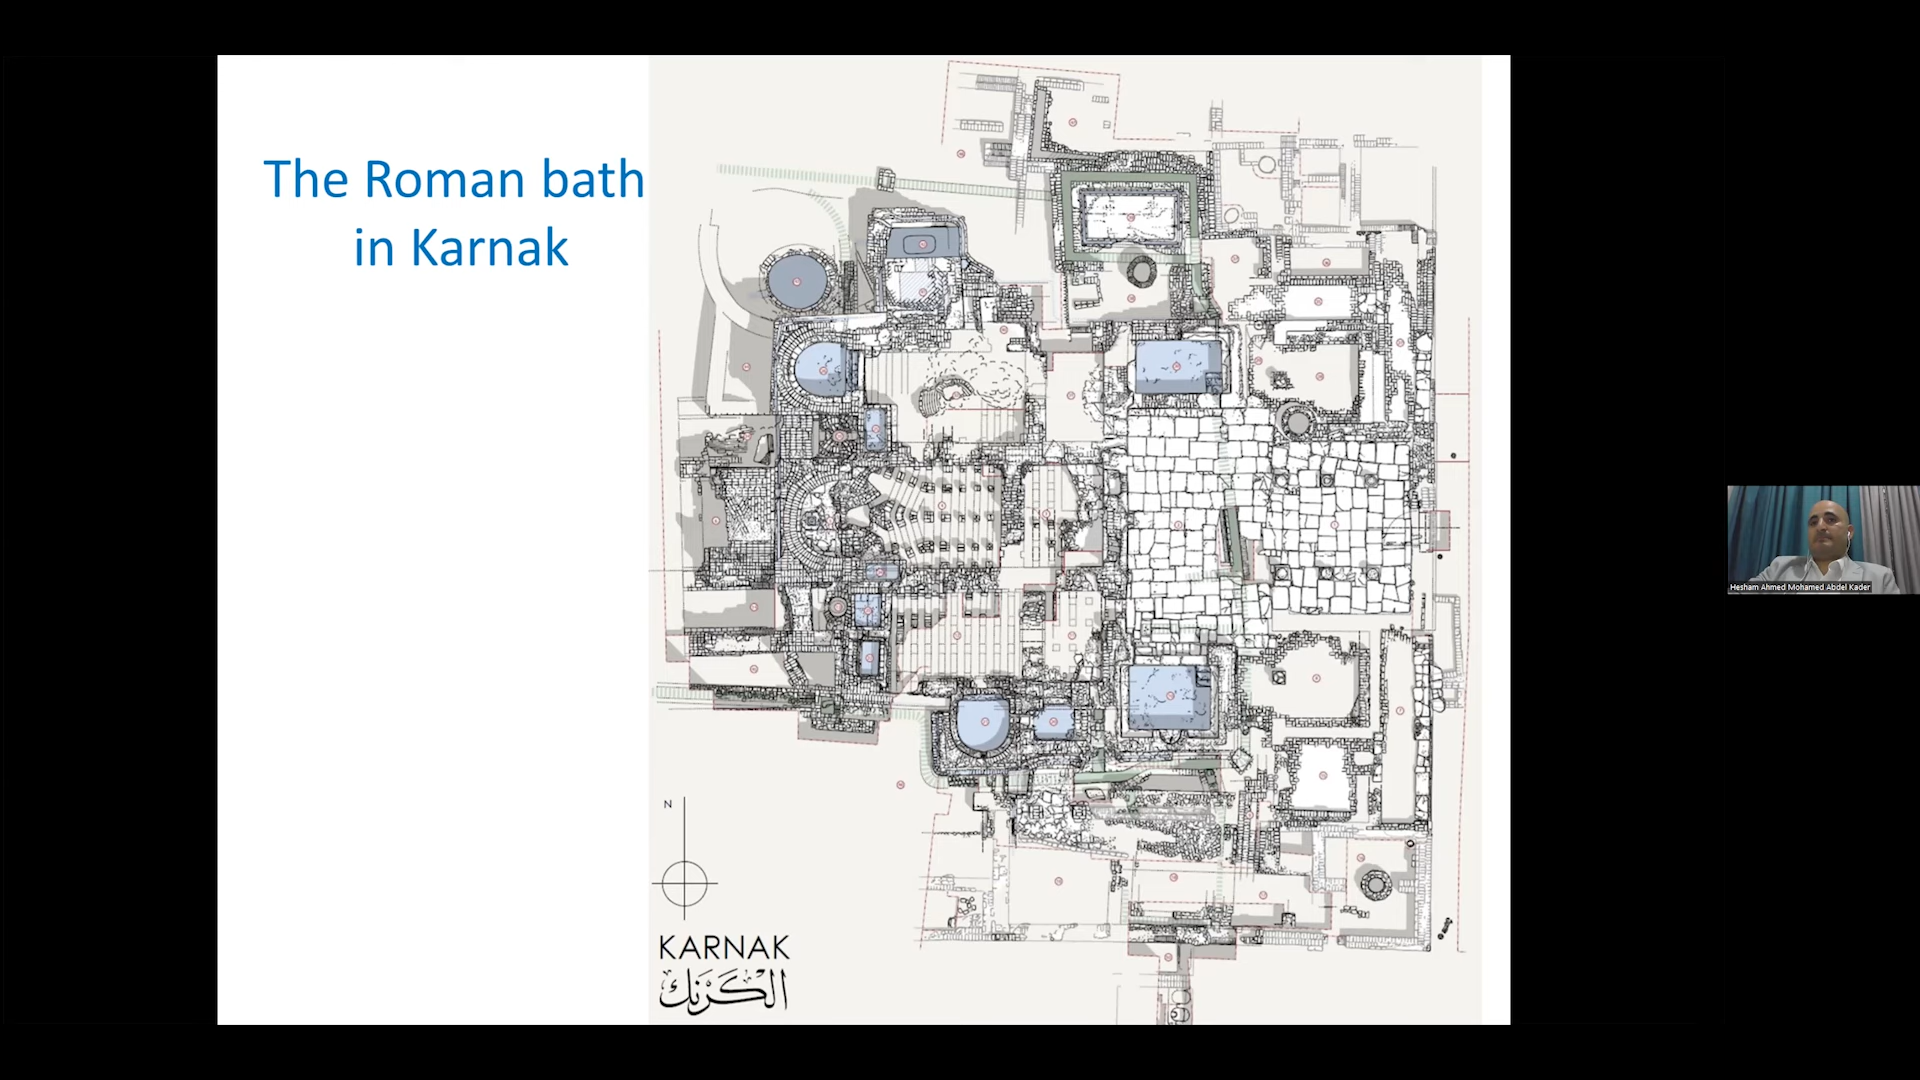 The Roman bath
in Karnak
N
KARNAK
الكرنك
Hesham Ahmed Mohamed Abdel Kader